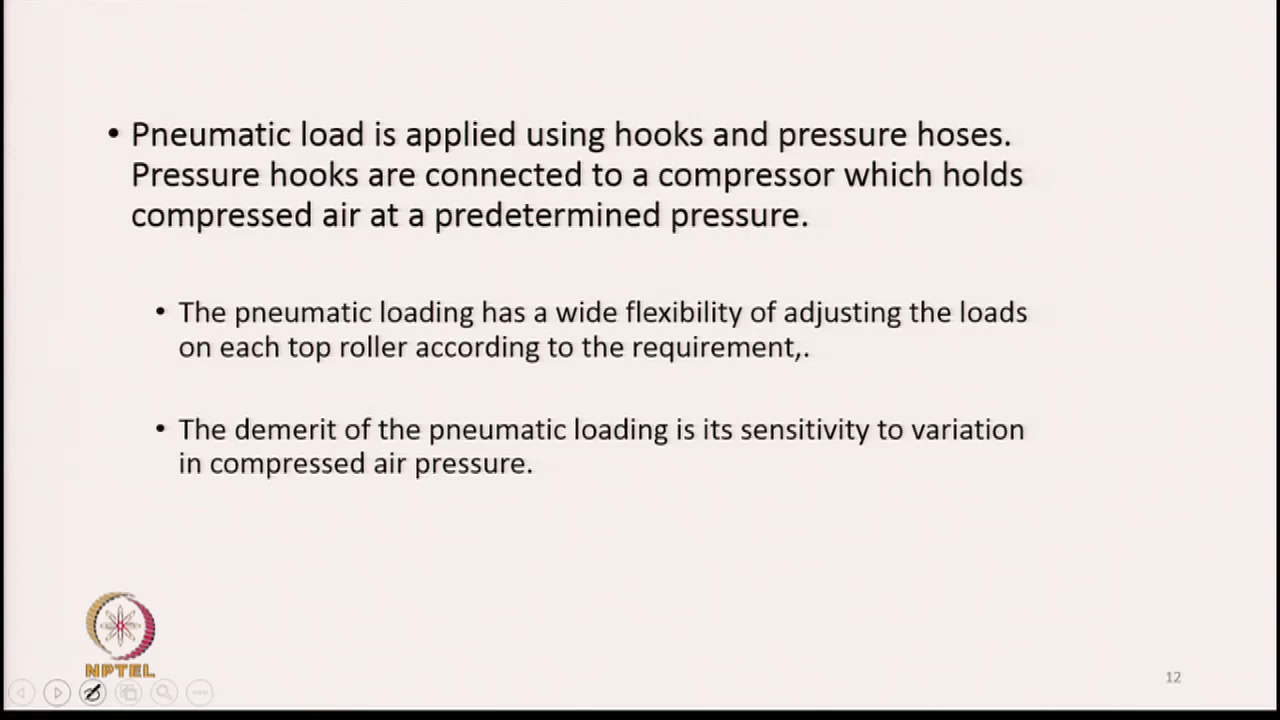 • Pneumatic load is applied using hooks and pressure hoses.
Pressure hooks are connected to a compressor which holds
compressed air at a predetermined pressure.
• The pneumatic loading has a wide flexibility of adjusting the loads
on each top roller according to the requirement,.
• The demerit of the pneumatic loading is its sensitivity to variation
in compressed air pressure.
NPTEL
12